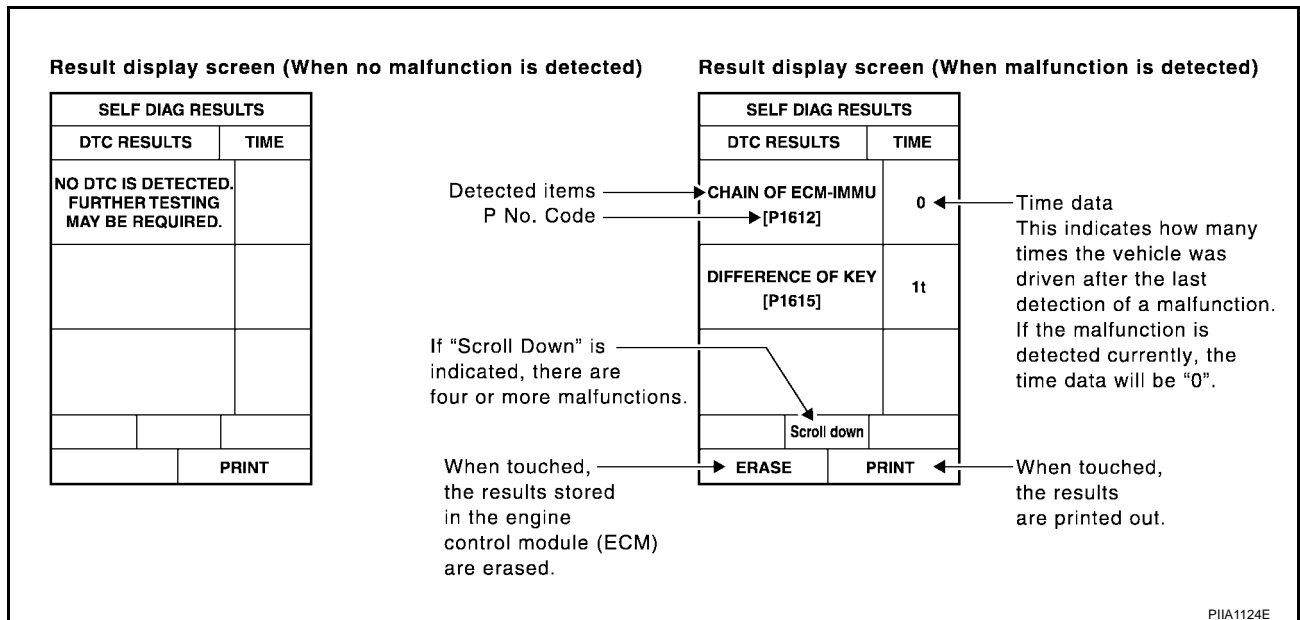 Result display screen (When no malfunction is detected)
SELF DIAG RESULTS
DTC RESULTS TIME
NO DTC IS DETECTED.
FURTHER TESTING
MAY BE REQUIRED.
PRINT
Result display screen (When malfunction is detected)
SELF DIAG RESULTS
DTC RESULTS TIME
Detected items
P No. Code
CHAIN OF ECM-IMMU
[P1612]
0
Time data
This indicates how many
times the vehicle was
driven after the last
detection of a malfunction.
If the malfunction is
detected currently, the
time data will be “0”.
DIFFERENCE OF KEY
[P1615]
1t
If “Scroll Down” is
indicated, there are
four or more malfunctions.
Scroll down
When touched,
the results stored
in the engine
control module (ECM)
are erased.
ERASE PRINT
When touched,
the results
are printed out.
PIIA1124E